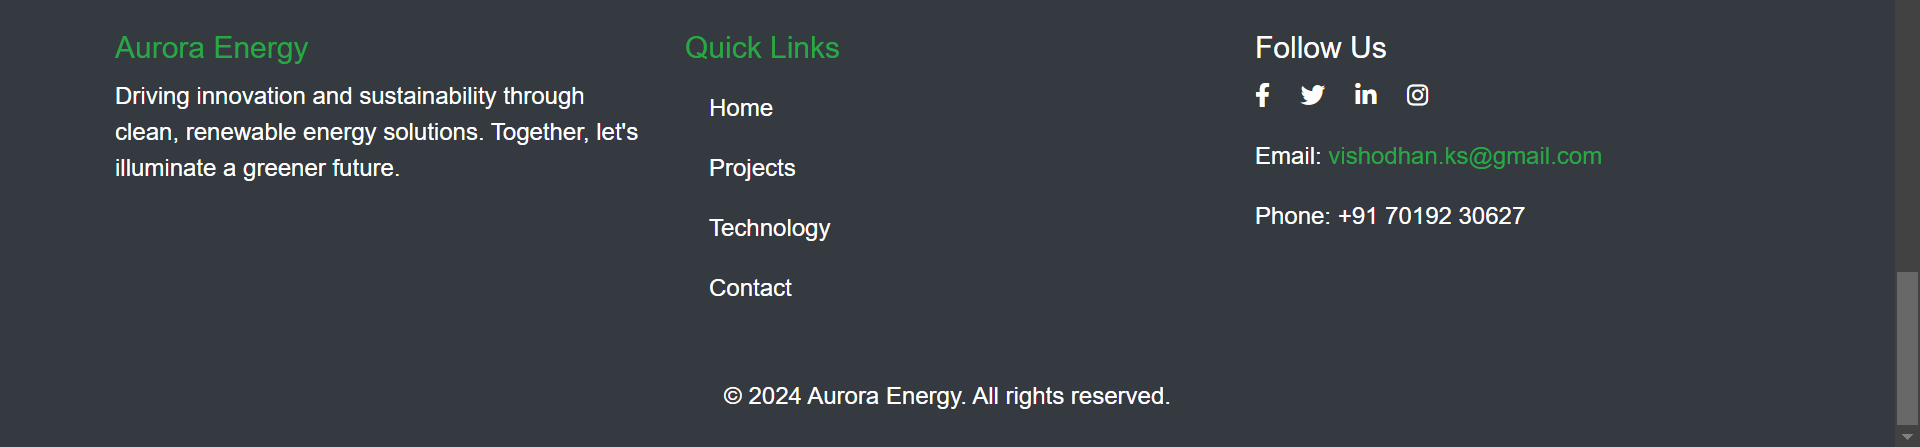 Aurora Energy
Driving innovation and sustainability through
clean, renewable energy solutions. Together, let's
illuminate a greener future.
Quick Links
Home
Projects
Technology
Contact
Follow Us
Email: vishodhan.ks@gmail.com
Phone: +91 70192 30627
© 2024 Aurora Energy. All rights reserved.